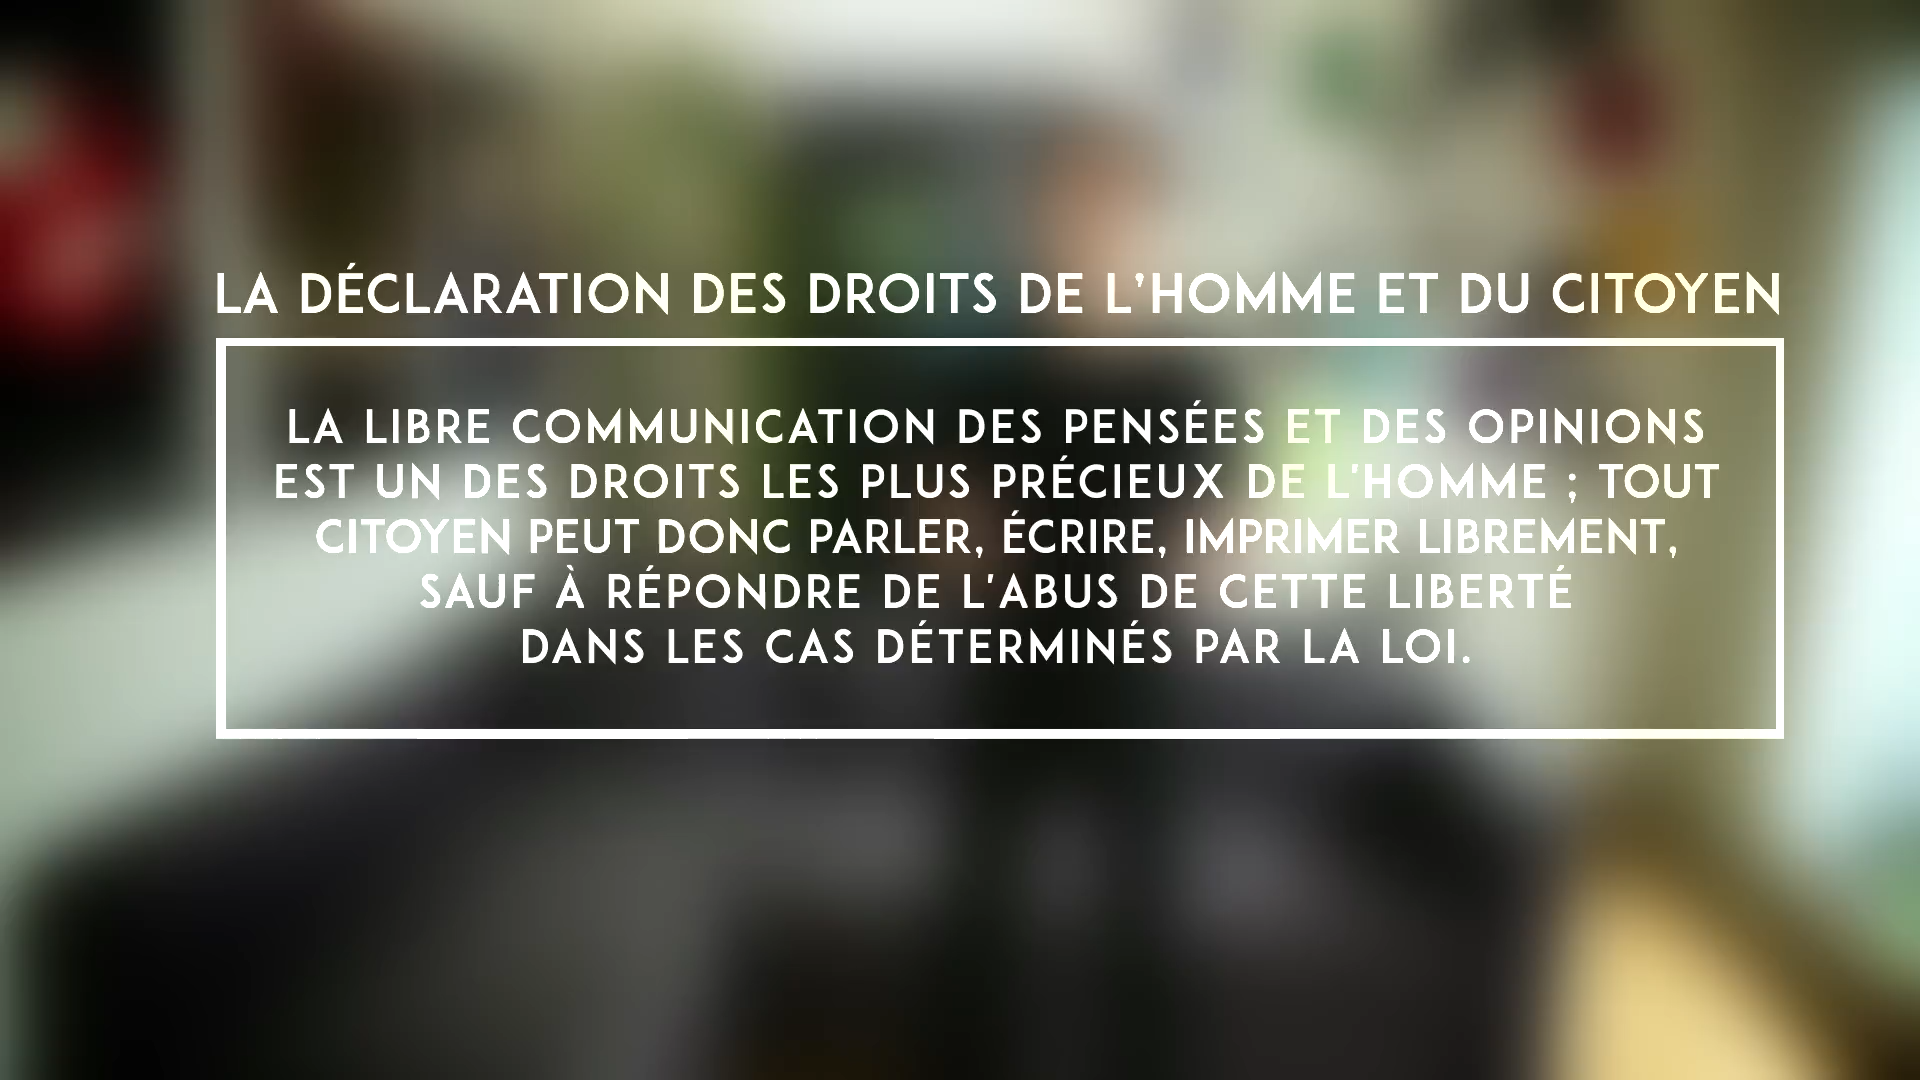 LA DÉCLARATION DES DROITS DE L'HOMME ET DU CITOYEN
LA LIBRE COMMUNICATION DES PENSÉES ET DES OPINIONS
EST UN DES DROITS LES PLUS PRÉCIEUX DE L'HOMME ; TOUT
CITOYEN PEUT DONC PARLER, ÉCRIRE, IMPRIMER LIBREMENT,
SAUF À RÉPONDRE DE L'ABUS DE CETTE LIBERTÉ
DANS LES CAS DÉTERMINÉS PAR LA LOI.